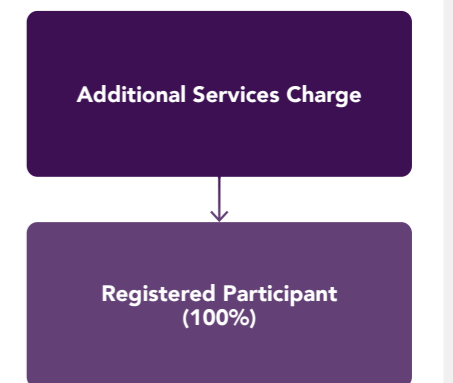 Additional Services Charge
Registered Participant
(100%)